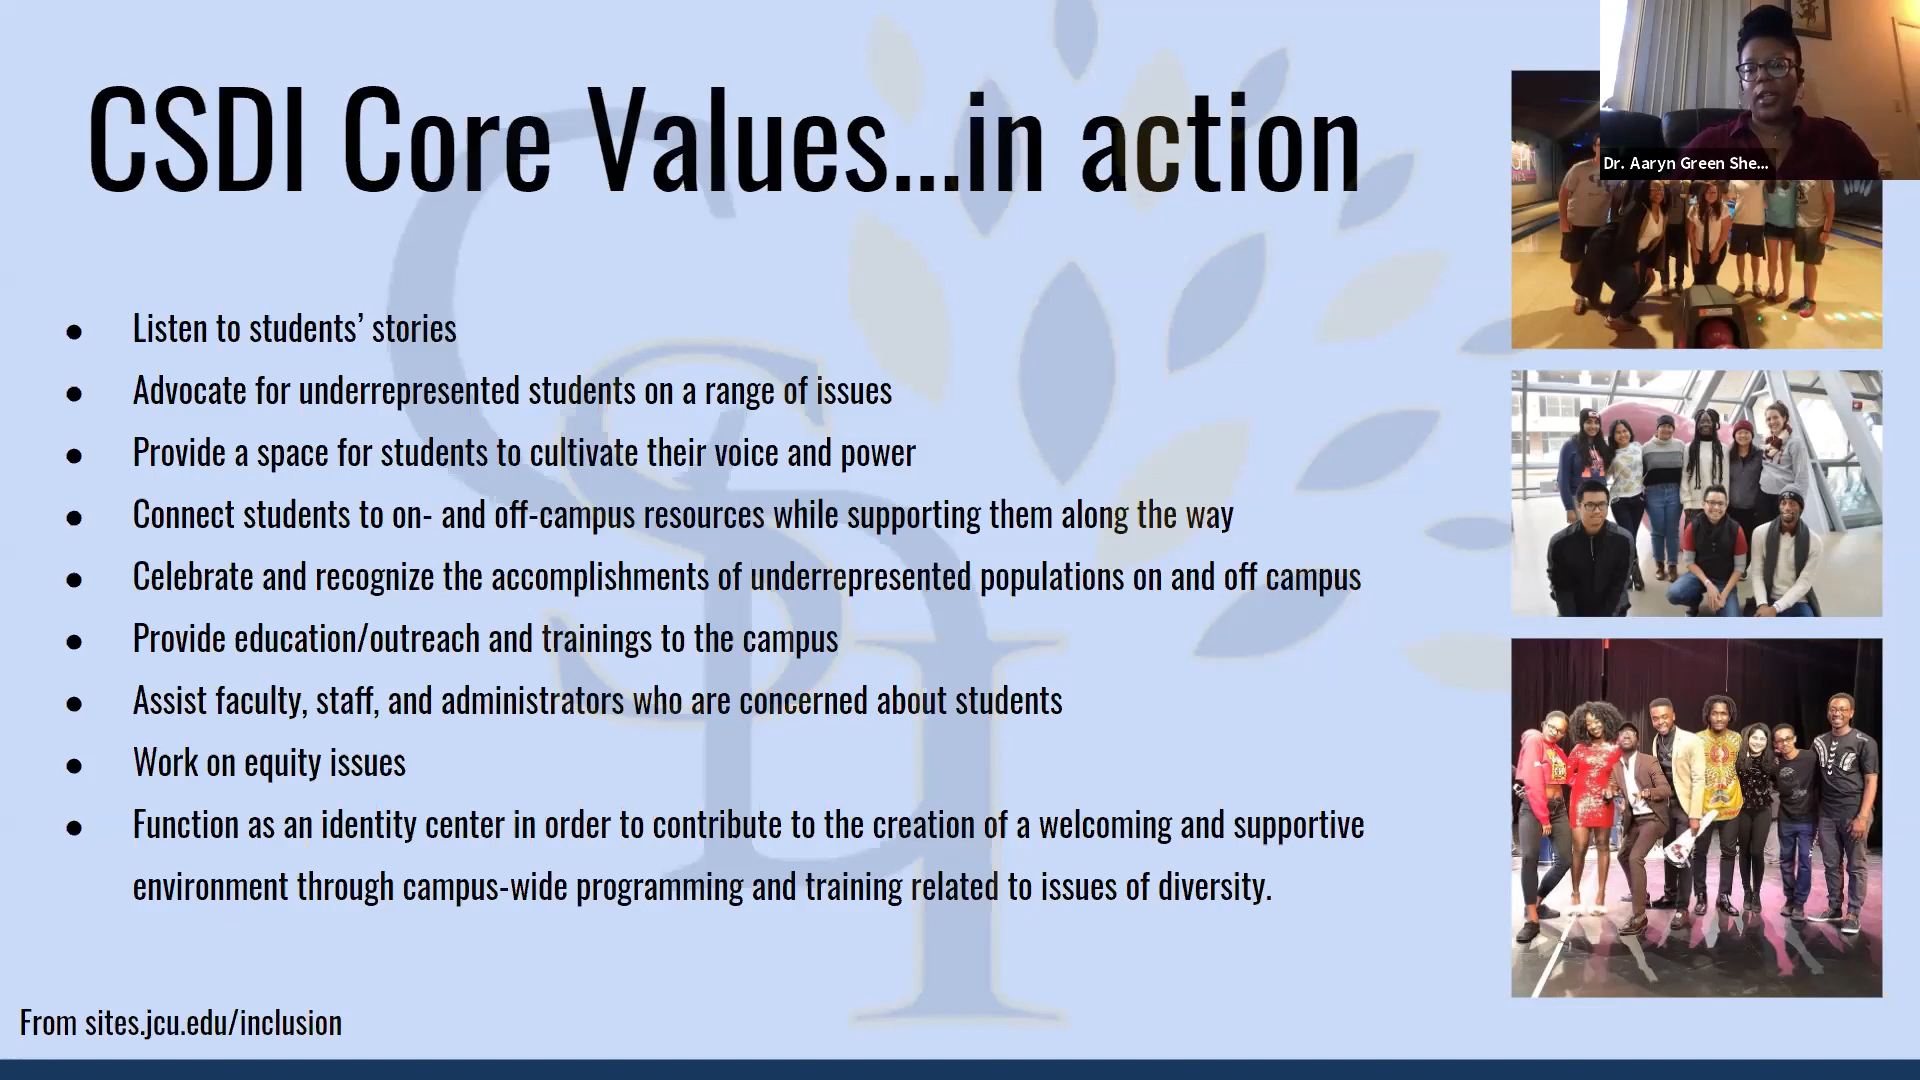 CSDI Core Values...in action
Dr. Aaryn Green She...
● Listen to students’ stories
● Advocate for underrepresented students on a range of issues
● Provide a space for students to cultivate their voice and power
● Connect students to on- and off-campus resources while supporting them along the way
● Celebrate and recognize the accomplishments of underrepresented populations on and off campus
● Provide education/outreach and trainings to the campus
● Assist faculty, staff, and administrators who are concerned about students
● Work on equity issues
● Function as an identity center in order to contribute to the creation of a welcoming and supportive
environment through campus-wide programming and training related to issues of diversity.
From sites.jcu.edu/inclusion